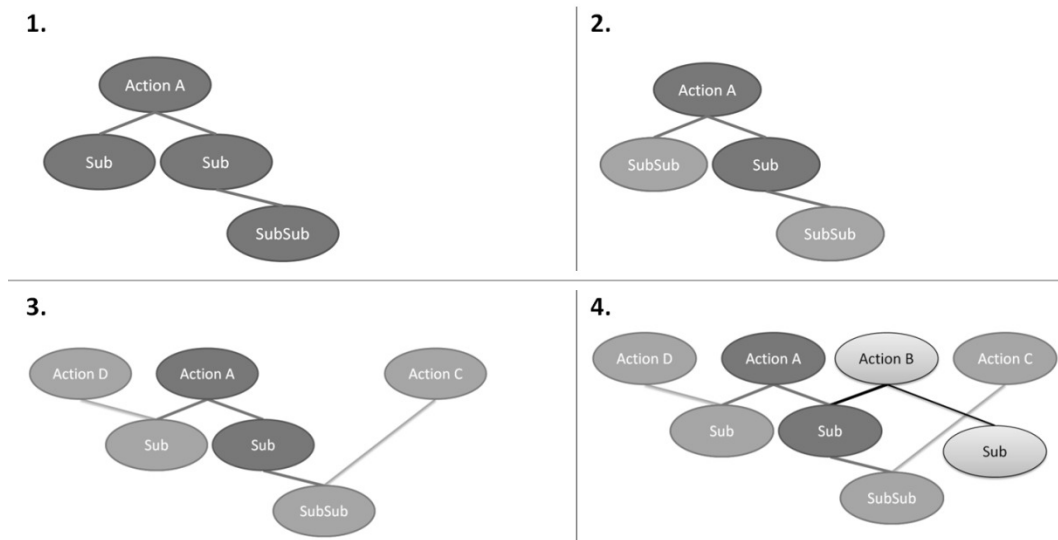 1.
Action A
Sub
Sub
SubSub
2.
Action A
SubSub
Sub
SubSub
3.
Action D
Action A
Action C
Sub
Sub
SubSub
4.
Action D
Action A
Action B
Action C
Sub
Sub
Sub
SubSub